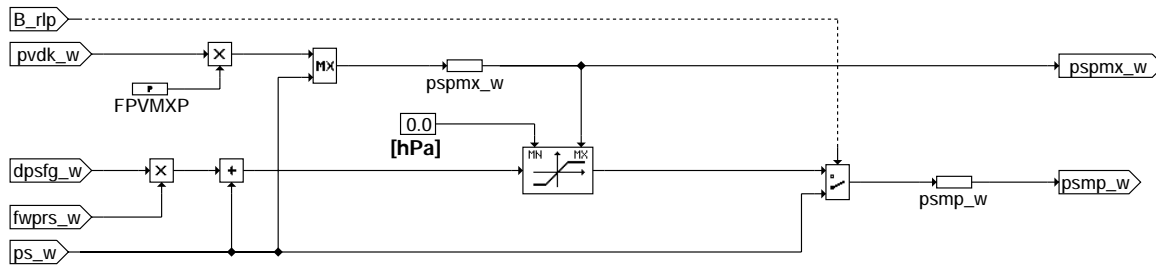 B_rlp
pvdk_w
P
FPVMXP
MX
pspmx_w
pspmx_w
0.0
[hPa]
MN MX
dpsfg_w
+
fwprs_w
psmp_w
psmp_w
ps_w